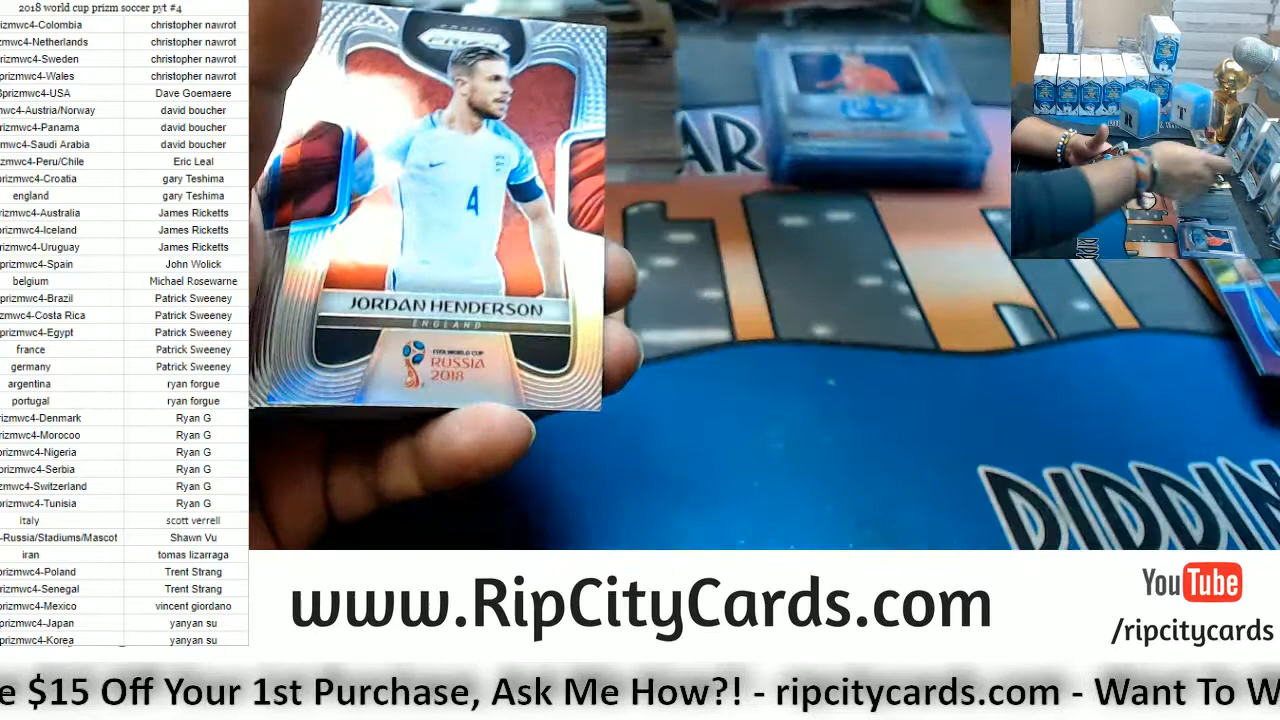 2018 world cup prizm soccer pyt #4
rizmwc4-Colombia christopher nawrot
zmwc4-Netherlands christopher nawrot
izmwc4-Sweden christopher nawrot
prizmwc4-Wales christopher nawrot
prizmwc4-USA Dave Goemaere
mwc4-Austria/Norway david boucher
rizmwc4-Panama david boucher
mwc4-Saudi Arabia david boucher
zmwc4-Peru/Chile Eric Leal
prizmwc4-Croatia gary Teshima
england gary Teshima
izmwc4-Australia James Ricketts
rizmwc4-Iceland James Ricketts
izmwc4-Uruguay James Ricketts
prizmwc4-Spain John Wolick
belgium Michael Rosewarne
prizmwc4-Brazil Patrick Sweeney
prizmwc4-Costa Rica Patrick Sweeney
prizmwc4-Egypt Patrick Sweeney
france Patrick Sweeney
germany Patrick Sweeney
argentina ryan forgue
portugal ryan forgue
rizmwc4-Denmark Ryan G
rizmwc4-Morocoo Ryan G
rizmwc4-Nigeria Ryan G
prizmwc4-Serbia Ryan G
zmwc4-Switzerland Ryan G
prizmwc4-Tunisia Ryan G
italy scott verrell
-Russia/Stadiums/Mascot Shawn Vu
iran tomas lizarraga
prizmwc4-Poland Trent Strang
rizmwc4-Senegal Trent Strang
prizmwc4-Mexico vincent giordano
prizmwc4-Japan yanyan su
prizmwc4-Korea yanyan su
PANINI
PRIZM
4
JORDAN HENDERSON
ENGLAND
FIFA WORLD CUP
RUSSIA
2018
AR
R
T
www.RipCityCards.com
YouTube
/ripcitycards
e $15 Off Your 1st Purchase, Ask Me How?! - ripcitycards.com - Want To W